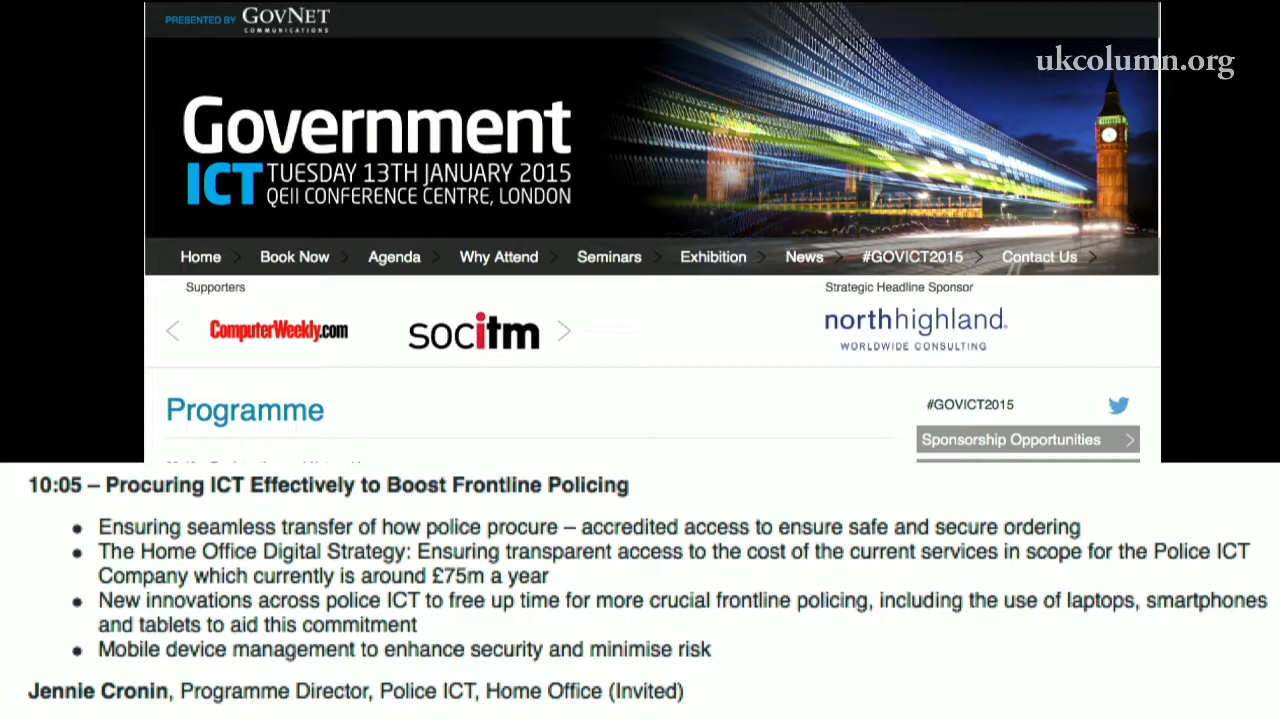 PRESENTED BY GOVNET
COMMUNICATIONS
ukcolumn.org
Government
ICT TUESDAY 13TH JANUARY 2015
QEII CONFERENCE CENTRE, LONDON
Home Book Now Agenda Why Attend Seminars Exhibition News #GOVICT2015 Contact Us
Supporters Strategic Headline Sponsor
ComputerWeekly.com socitm northhighland.
WORLDWIDE CONSULTING
Programme
#GOVICT2015
Sponsorship Opportunities
10:05 – Procuring ICT Effectively to Boost Frontline Policing
● Ensuring seamless transfer of how police procure – accredited access to ensure safe and secure ordering
● The Home Office Digital Strategy: Ensuring transparent access to the cost of the current services in scope for the Police ICT
Company which currently is around £75m a year
● New innovations across police ICT to free up time for more crucial frontline policing, including the use of laptops, smartphones
and tablets to aid this commitment
● Mobile device management to enhance security and minimise risk
Jennie Cronin, Programme Director, Police ICT, Home Office (Invited)